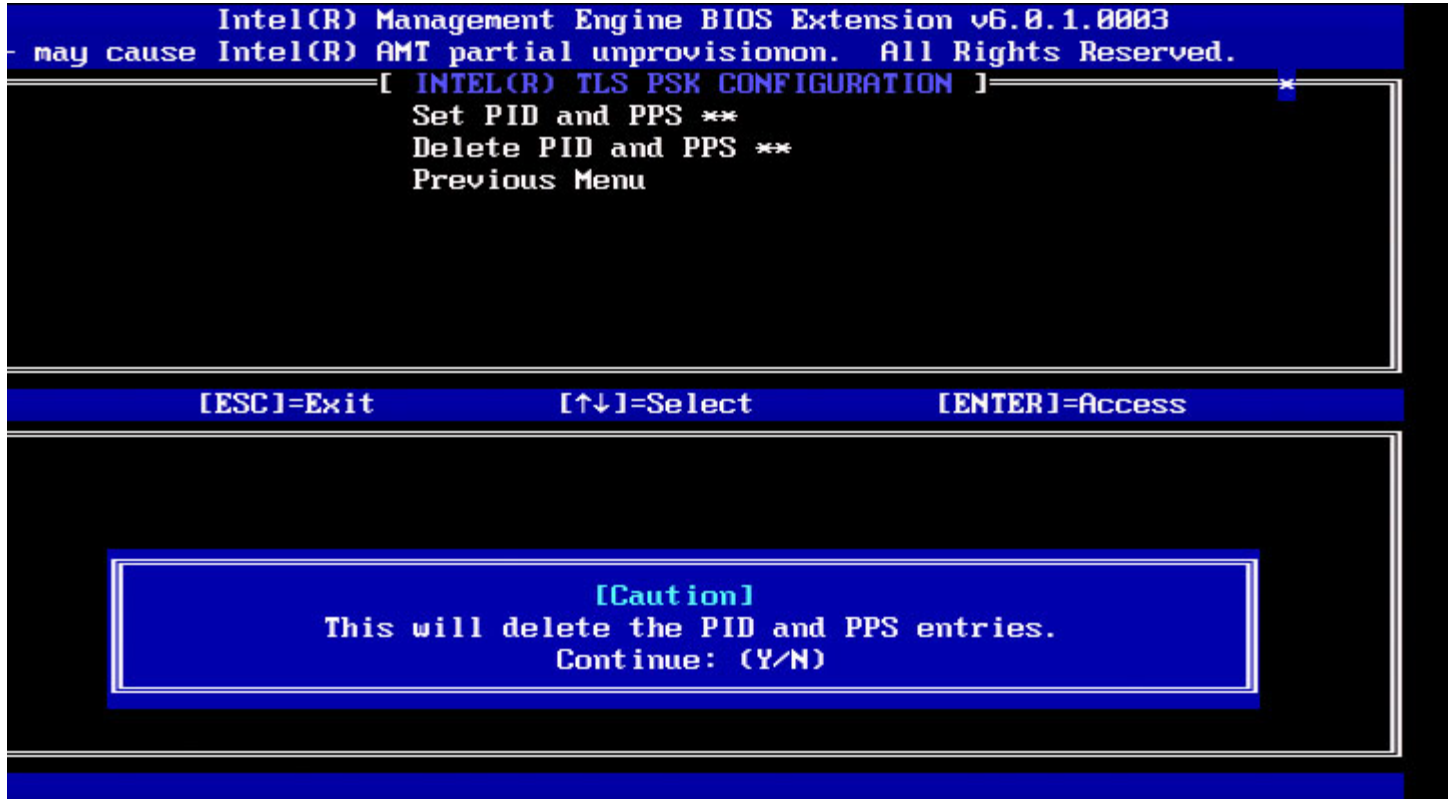 Intel(R) Management Engine BIOS Extension v6.0.1.0003
- may cause Intel(R) AMT partial unprovisionon. All Rights Reserved.
[ INTEL(R) TLS PSK CONFIGURATION ]
*
Set PID and PPS **
Delete PID and PPS **
Previous Menu
[ESC]=Exit [↑↓]=Select [ENTER]=Access
[Caution]
This will delete the PID and PPS entries.
Continue: (Y/N)